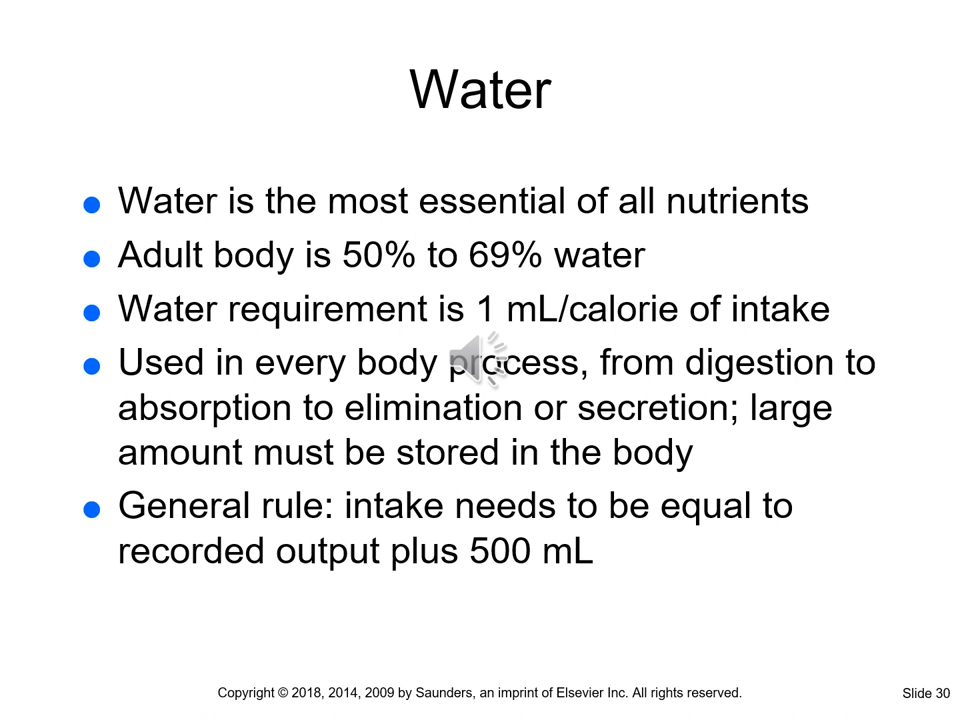 Water
Water is the most essential of all nutrients
Adult body is 50% to 69% water
Water requirement is 1 mL/calorie of intake
Used in every body process, from digestion to
absorption to elimination or secretion; large
amount must be stored in the body
General rule: intake needs to be equal to
recorded output plus 500 mL
Copyright © 2018, 2014, 2009 by Saunders, an imprint of Elsevier Inc. All rights reserved.
Slide 30